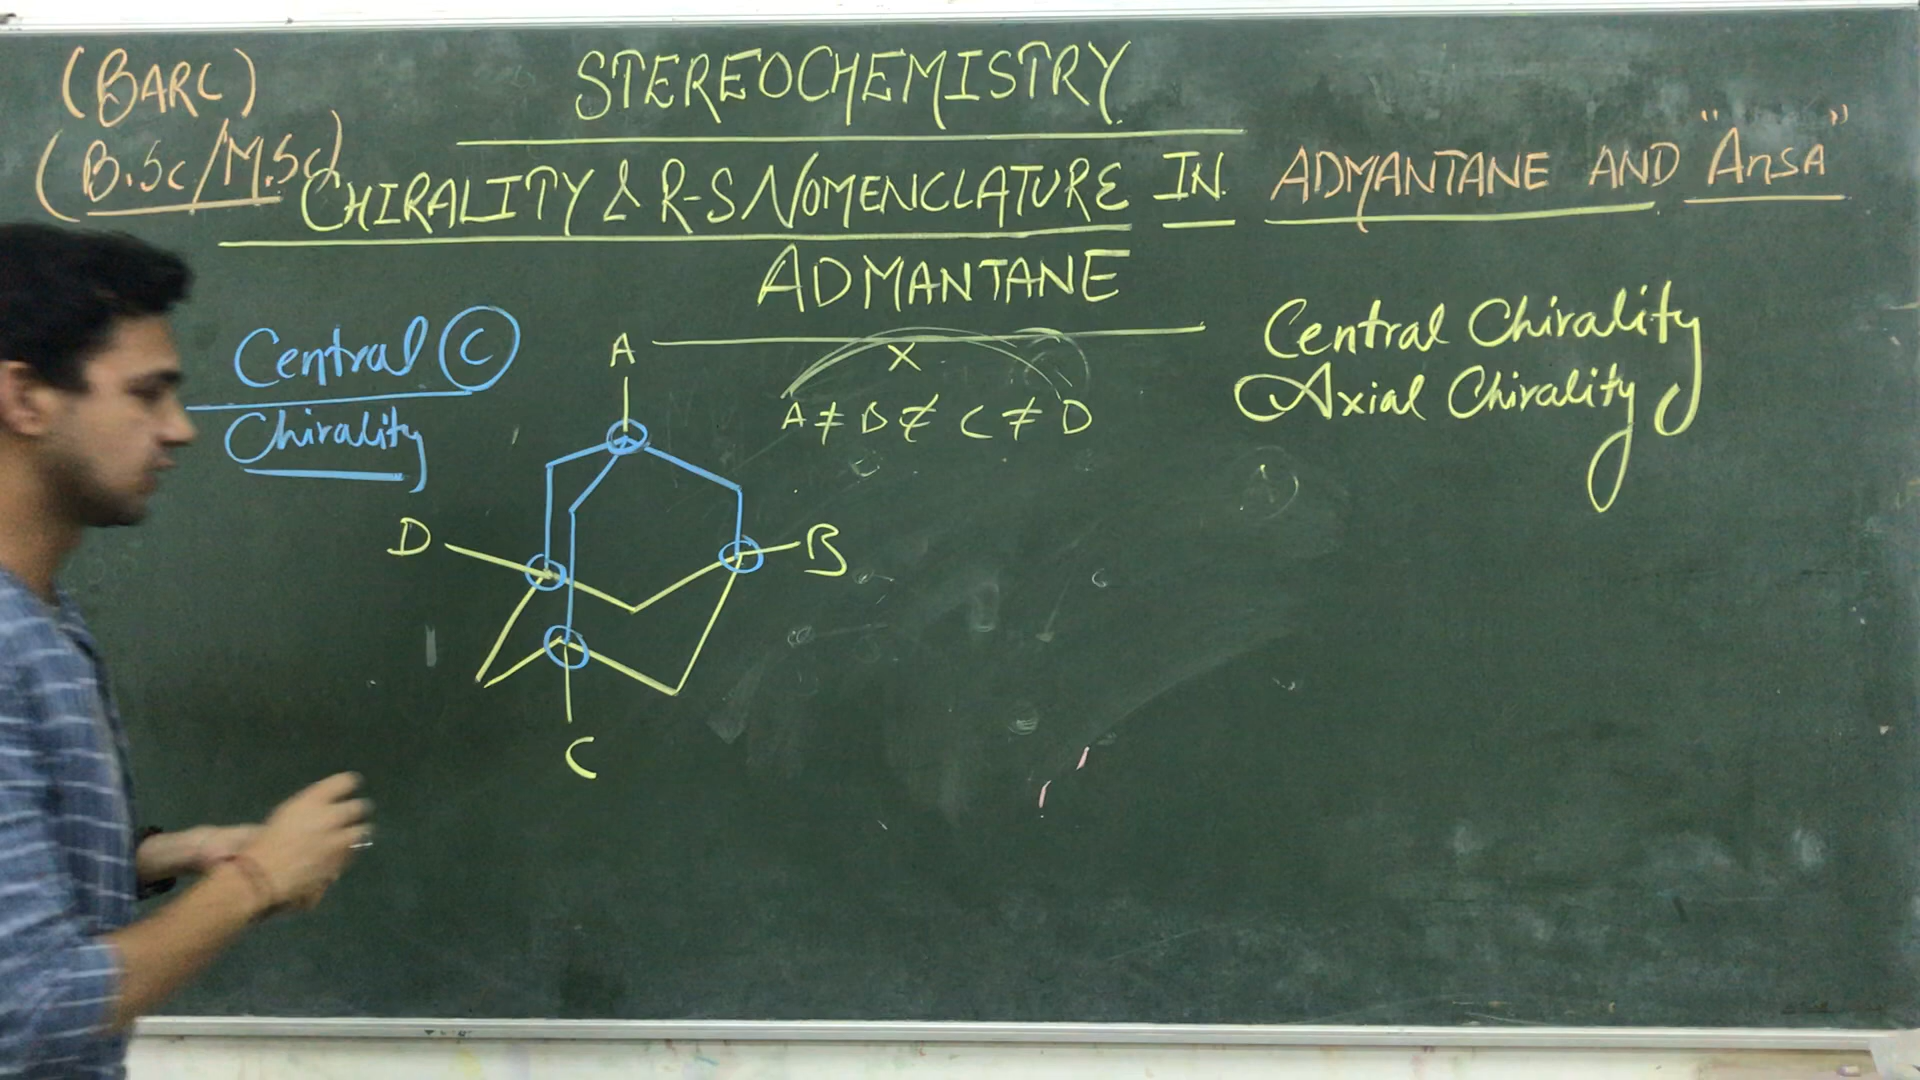 (BARC)
(B.Sc/M.Sc)
STEREOCHEMISTRY
CHIRALITY & R-S NOMENCLATURE IN ADMANTANE AND "Ansa"
ADMANTANE
Central C
Chirality
A
X
A ≠ B ≠ C ≠ D
Central Chirality
Axial Chirality
D
B
C